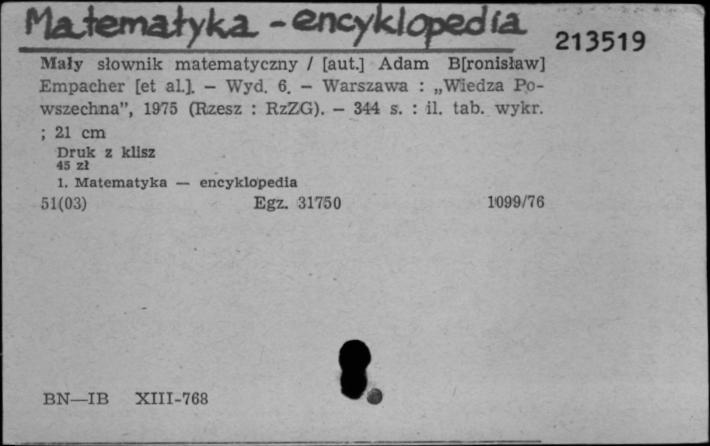 Matematyka - encyklopedia
213519
Mały słownik matematyczny / [aut.] Adam B[ronisław]
Empacher [et al.]. — Wyd. 6. — Warszawa : „Wiedza Po-
wszechna”, 1975 (Rzesz : RzZG). — 344 s. : il. tab. wykr.
; 21 cm
Druk z klisz
45 zł
1. Matematyka — encyklopedia
51(03) Egz. 31750 1099/76
BN—IB XIII-768